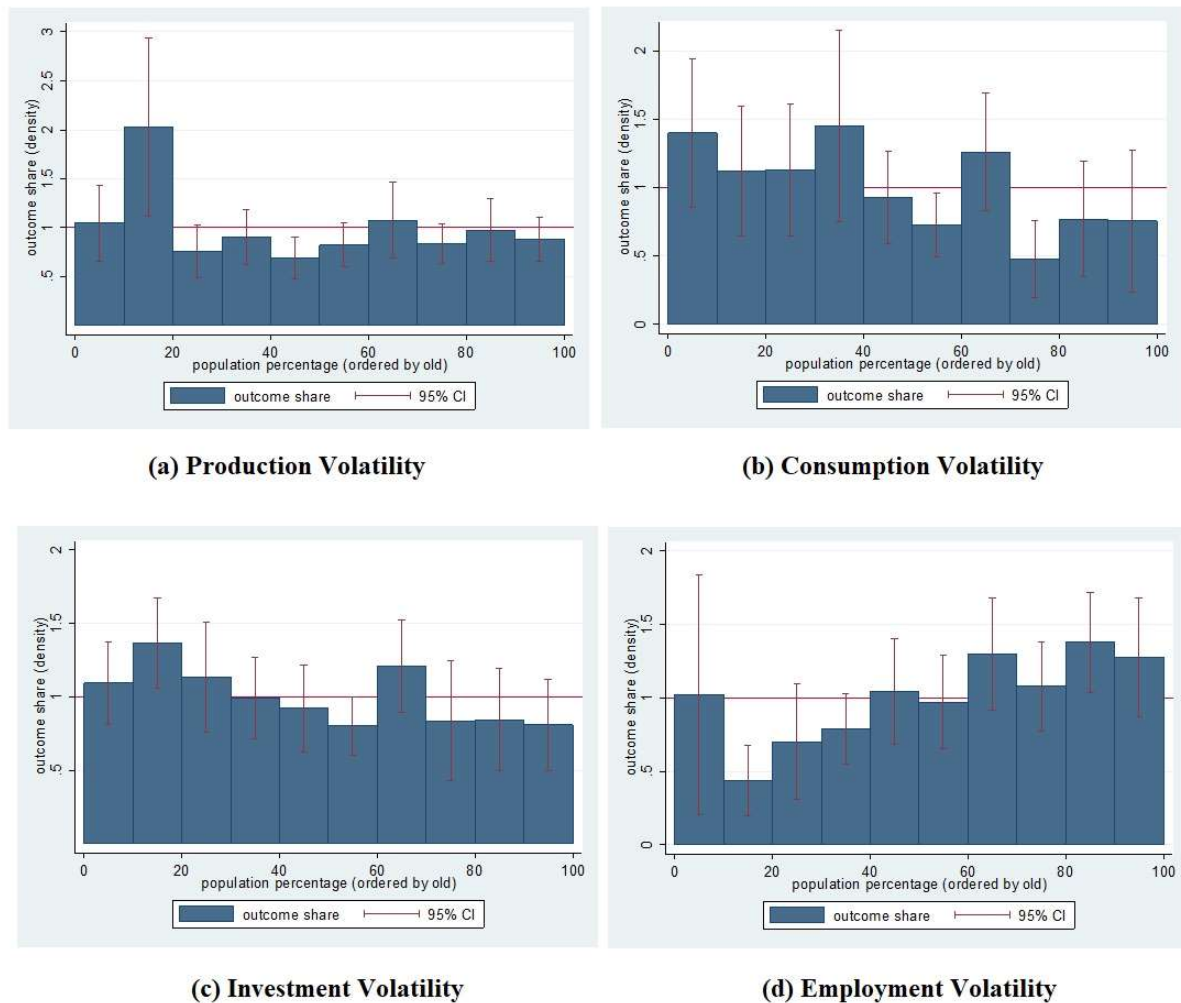 3
2.5
2
1.5
1
.5
outcome share (density)
0 20 40 60 80 100
population percentage (ordered by old)
outcome share 95% CI
(a) Production Volatility
2
1.5
1
.5
0
outcome share (density)
0 20 40 60 80 100
population percentage (ordered by old)
outcome share 95% CI
(b) Consumption Volatility
2
1.5
1
.5
outcome share (density)
0 20 40 60 80 100
population percentage (ordered by old)
outcome share 95% CI
(c) Investment Volatility
2
1.5
1
.5
0
outcome share (density)
0 20 40 60 80 100
population percentage (ordered by old)
outcome share 95% CI
(d) Employment Volatility